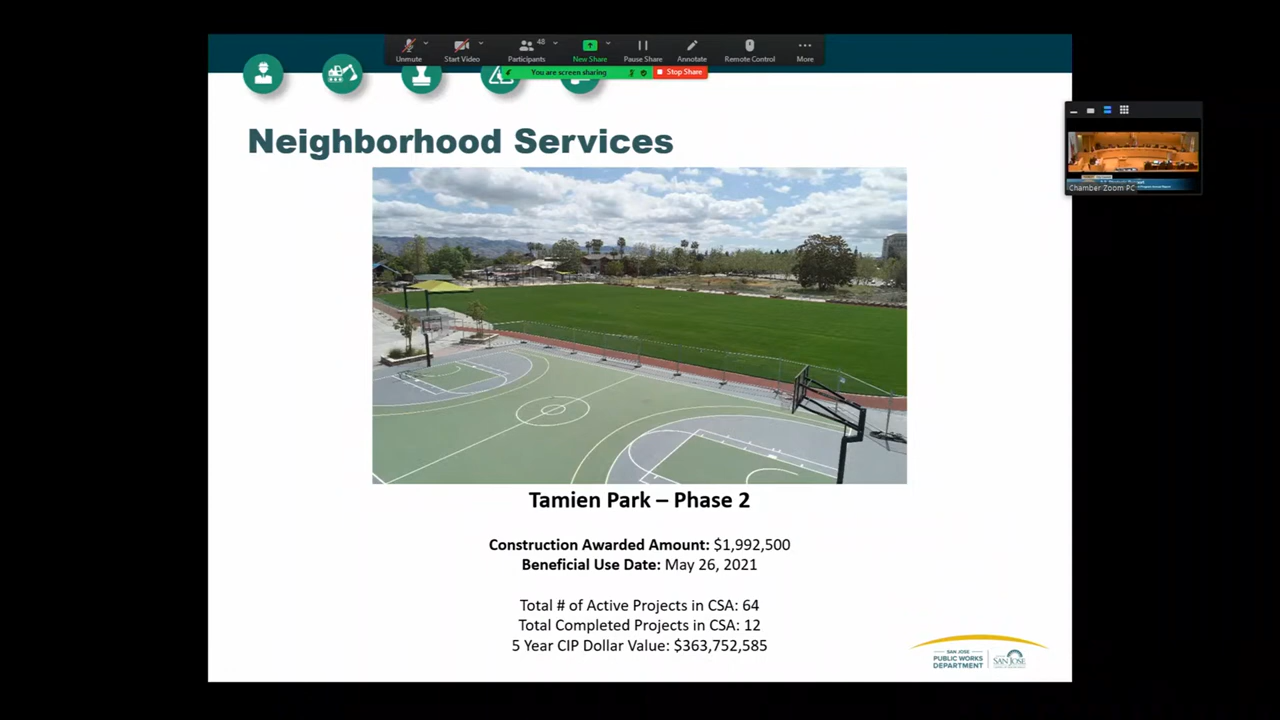 48
Unmute
Start Video
Participants
New Share
Pause Share
Annotate
Remote Control
More
You are screen sharing
Stop Share
Neighborhood Services
Chamber Zoom PC
Tamien Park – Phase 2
Construction Awarded Amount: $1,992,500
Beneficial Use Date: May 26, 2021
Total # of Active Projects in CSA: 64
Total Completed Projects in CSA: 12
5 Year CIP Dollar Value: $363,752,585
SAN JOSE
PUBLIC WORKS
DEPARTMENT
SAN JOSE